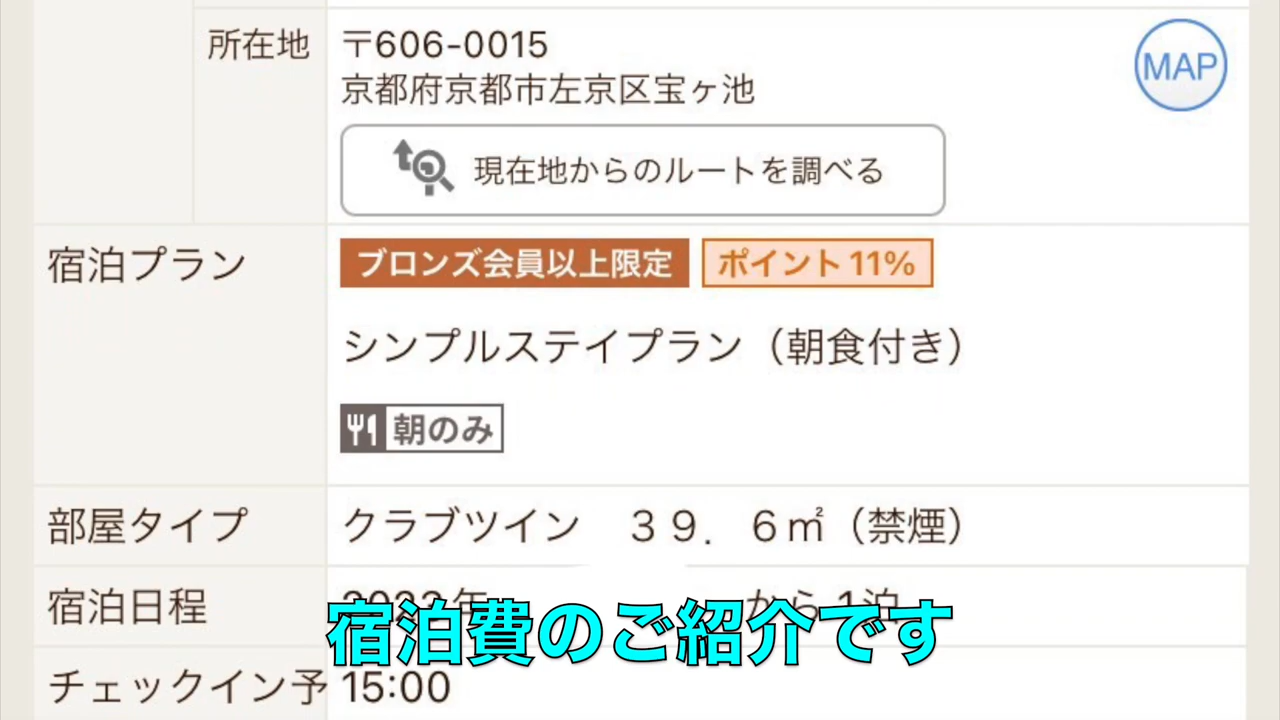 所在地
〒606-0015
京都府京都市左京区宝ヶ池
MAP
現在地からのルートを調べる
宿泊プラン
ブロンズ会員以上限定
ポイント 11%
シンプルステイプラン（朝食付き）
朝のみ
部屋タイプ
クラブツイン　３９．６㎡（禁煙）
宿泊日程
から 1泊
宿泊費のご紹介です
チェックイン予
15:00